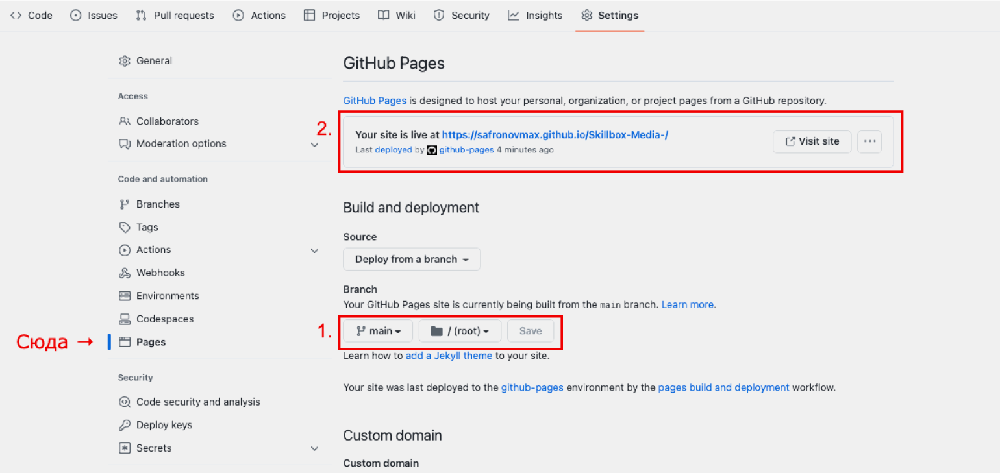 Code Issues Pull requests Actions Projects Wiki Security Insights Settings
General
Access
Collaborators
Moderation options
Code and automation
Branches
Tags
Actions
Webhooks
Environments
Codespaces
Сюда → Pages
Security
Code security and analysis
Deploy keys
Secrets
GitHub Pages
GitHub Pages is designed to host your personal, organization, or project pages from a GitHub repository.
2.
Your site is live at https://safronovmax.github.io/Skillbox-Media-/
Last deployed by github-pages 4 minutes ago
Visit site ...
Build and deployment
Source
Deploy from a branch
Branch
Your GitHub Pages site is currently being built from the main branch. Learn more.
1. main / (root) Save
Learn how to add a Jekyll theme to your site.
Your site was last deployed to the github-pages environment by the pages build and deployment workflow.
Custom domain
Custom domain